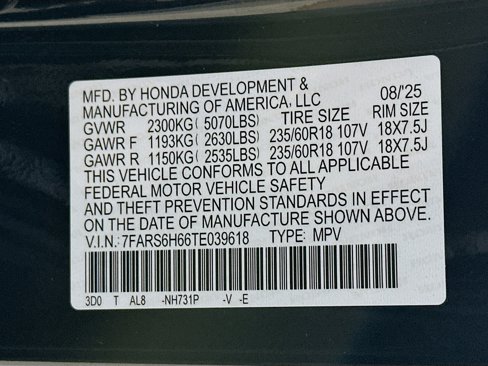 MFD. BY HONDA DEVELOPMENT &
MANUFACTURING OF AMERICA, LLC 08/'25
GVWR 2300KG( 5070LBS) TIRE SIZE RIM SIZE
GAWR F 1193KG( 2630LBS) 235/60R18 107V 18X7.5J
GAWR R 1150KG( 2535LBS) 235/60R18 107V 18X7.5J
THIS VEHICLE CONFORMS TO ALL APPLICABLE
FEDERAL MOTOR VEHICLE SAFETY
AND THEFT PREVENTION STANDARDS IN EFFECT
ON THE DATE OF MANUFACTURE SHOWN ABOVE.
V.I.N.: 7FARS6H66TE039618 TYPE: MPV
3D0 T AL8 -NH731P -V -E